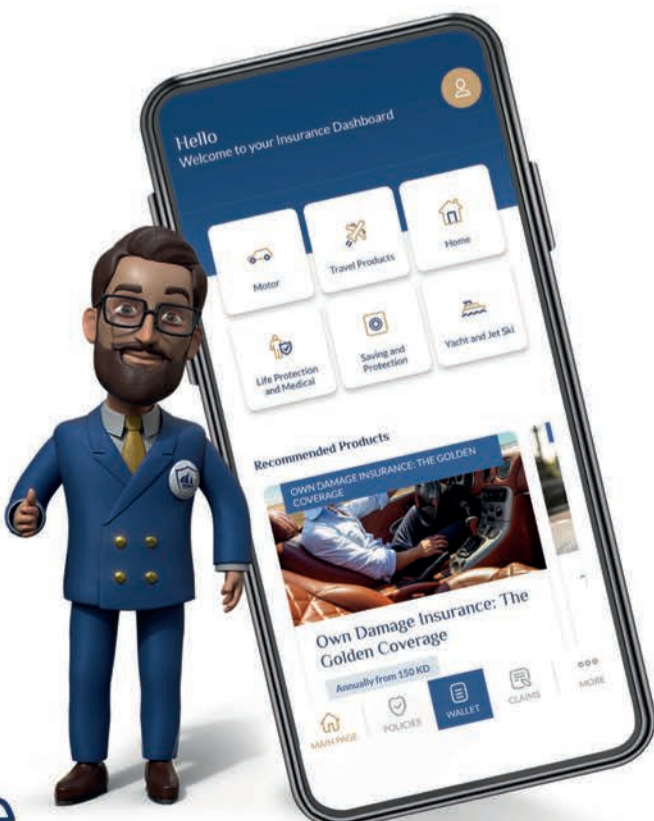 Hello
Welcome to your Insurance Dashboard
Motor
Travel Products
Home
Life Protection
and Medical
Saving and
Protection
Yacht and Jet Ski
Recommended Products
OWN DAMAGE INSURANCE: THE GOLDEN
COVERAGE
Own Damage Insurance: The
Golden Coverage
Annually from 150 KD
MAIN PAGE
POLICIES
WALLET
CLAIMS
MORE